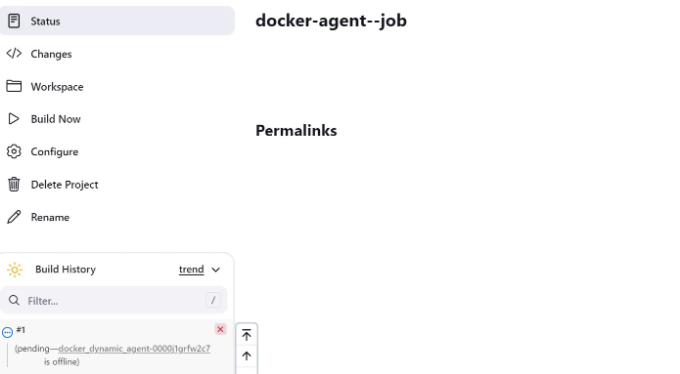 Status
docker-agent--job
Changes
Workspace
Permalinks
Build Now
Configure
Delete Project
Rename
Build History
trend
Filter...
/
#1
(pending—docker_dynamic_agent-0000j1grfw2c7
is offline)